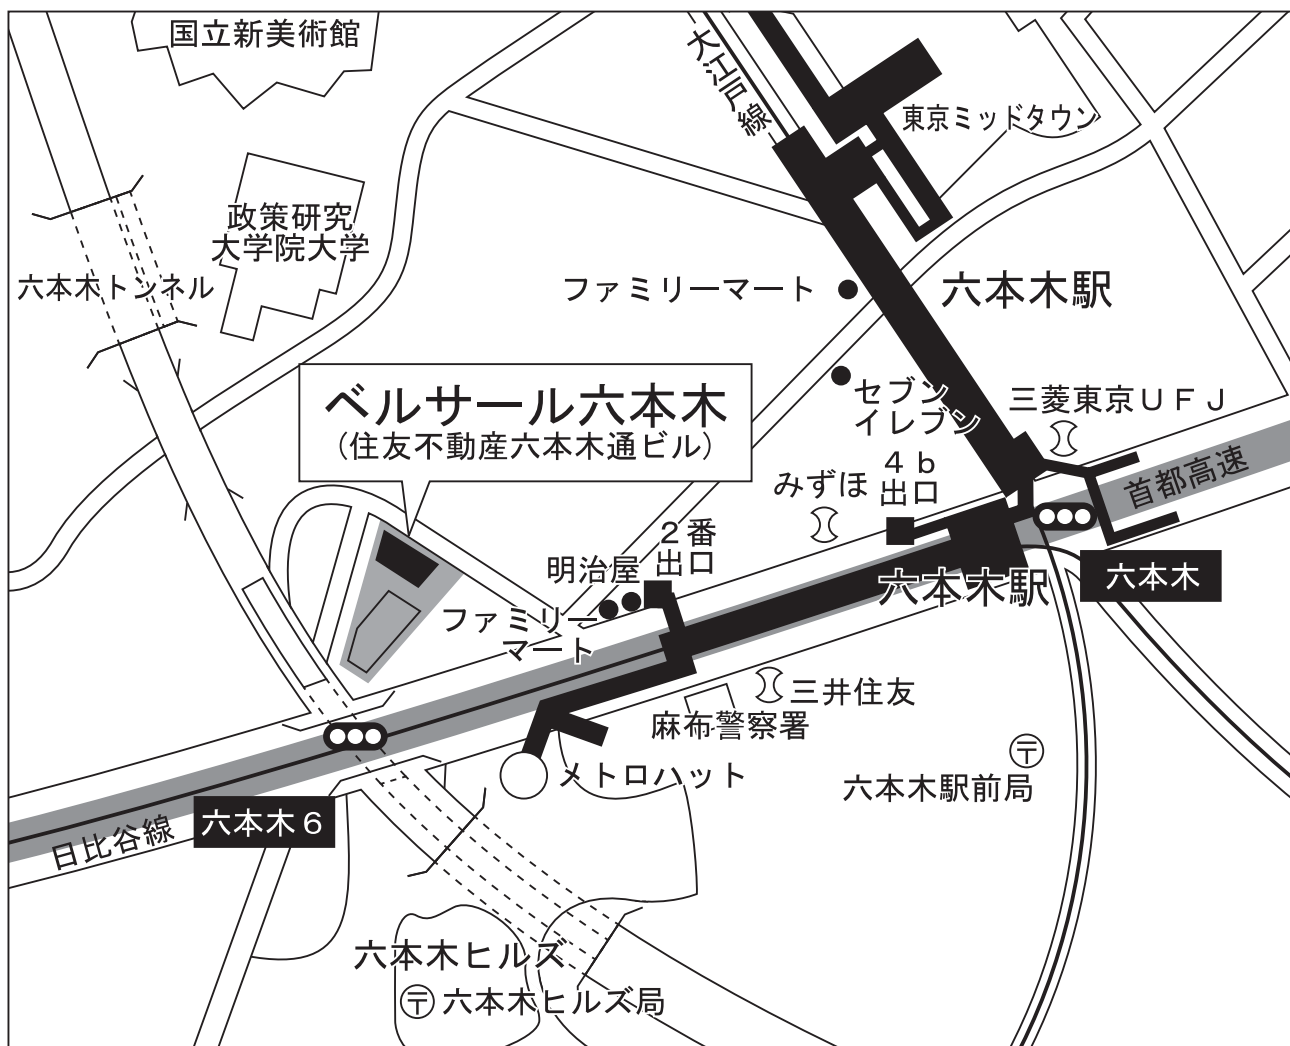 国立新美術館
大江戸線
東京ミッドタウン
政策研究
大学院大学
六本木トンネル
ファミリーマート
六本木駅
ベルサール六本木
(住友不動産六本木通ビル)
セブン
イレブン
三菱東京ＵＦＪ
首都高速
みずほ
４ｂ
出口
２番
出口
明治屋
ファミリー
マート
六本木駅
六本木
三井住友
麻布警察署
メトロハット
〒
六本木駅前局
六本木６
日比谷線
六本木ヒルズ
〒六本木ヒルズ局